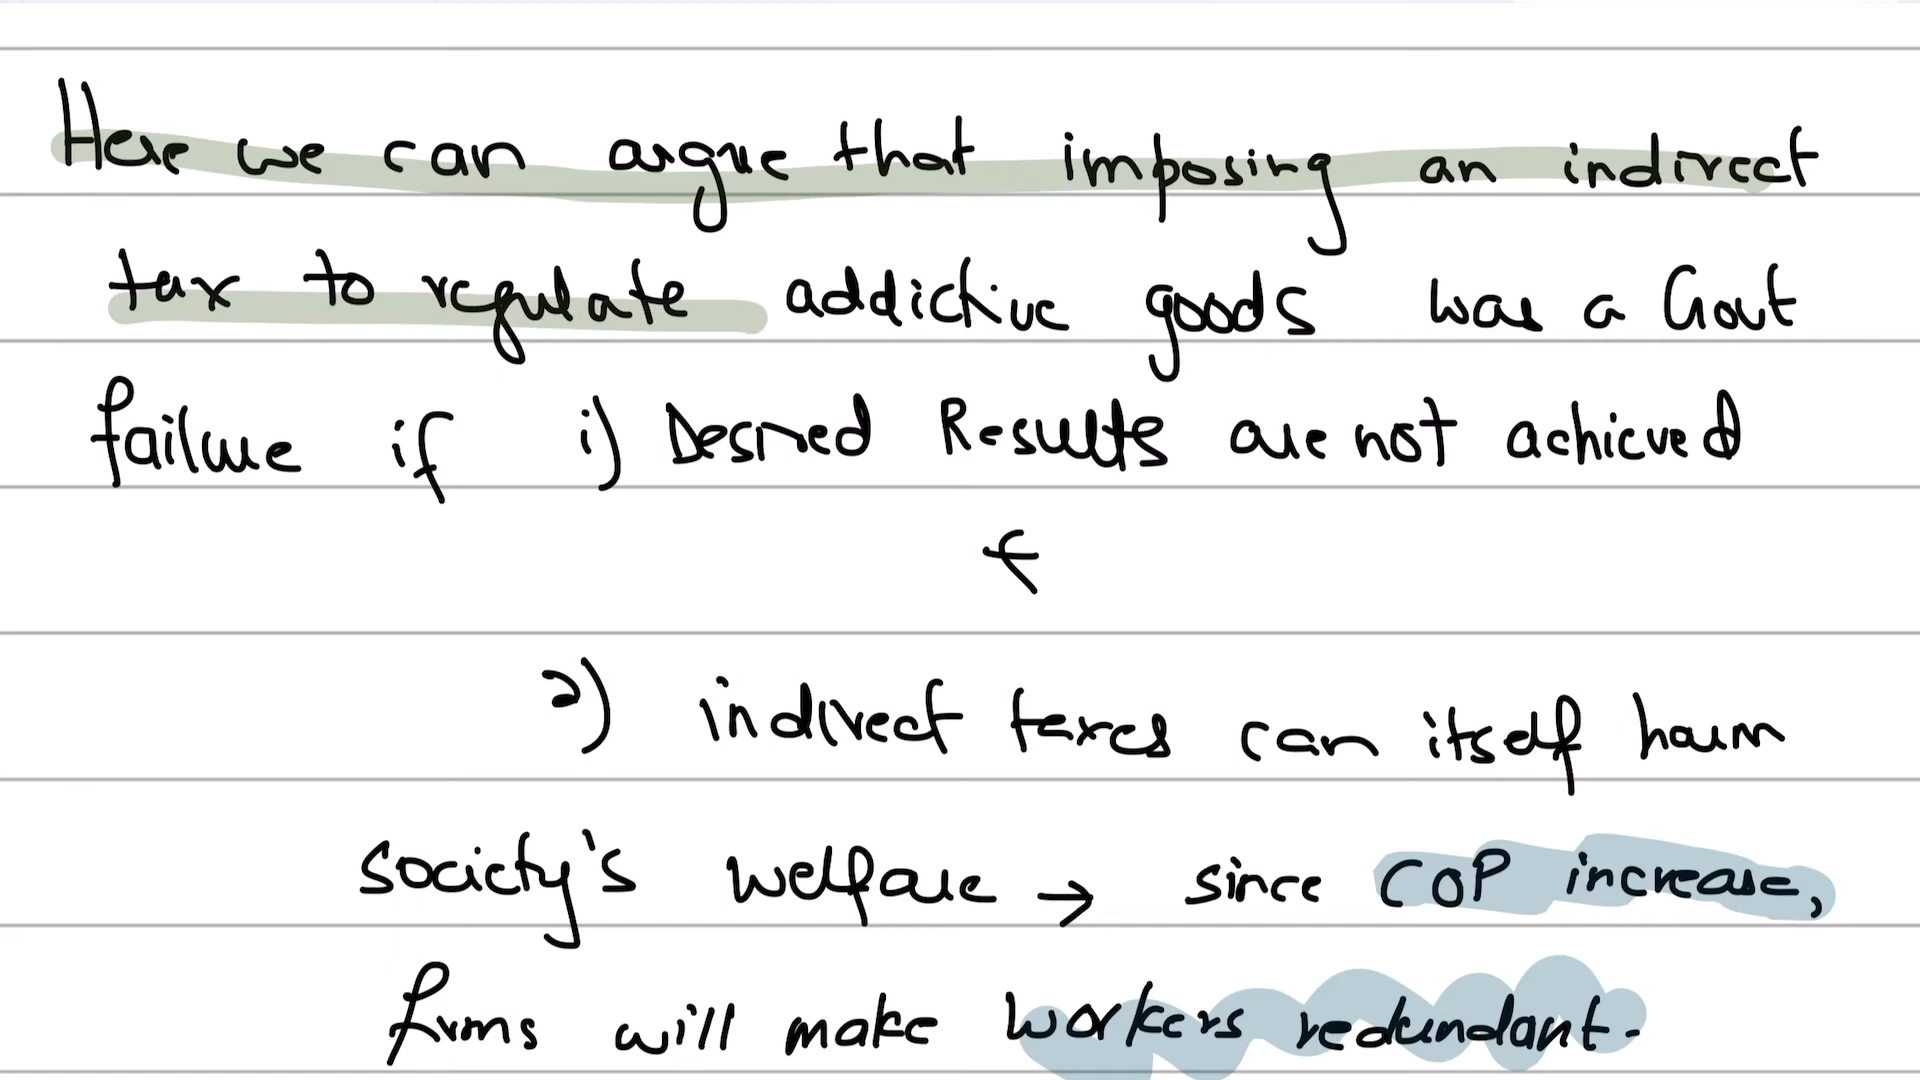 Here we can argue that imposing an indirect
tax to regulate addictive goods was a Govt
failure if i) Desired Results are not achieved
&
2) indirect taxes can itself harm
society's welfare → since COP increase,
firms will make workers redundant.